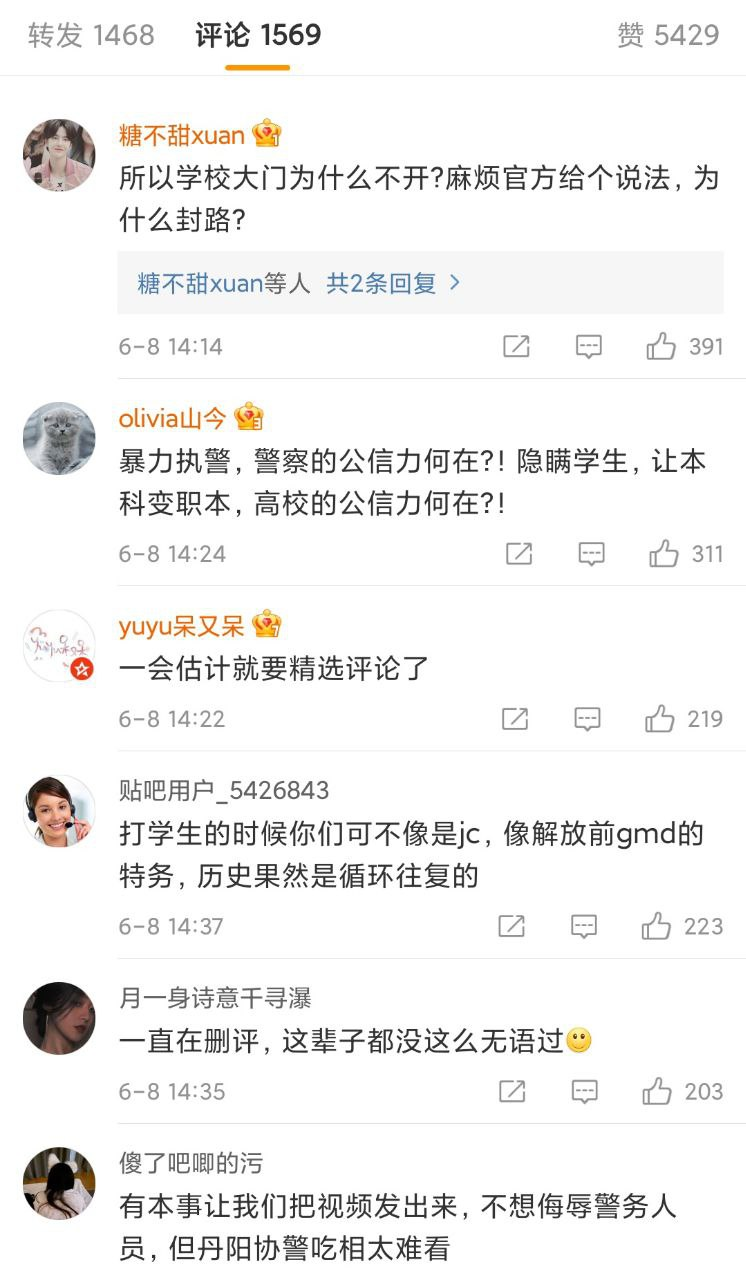 转发 1468 评论 1569 赞 5429
糖不甜xuan
所以学校大门为什么不开?麻烦官方给个说法，为
什么封路?
糖不甜xuan等人 共2条回复 >
6-8 14:14 391
olivia山今
暴力执警，警察的公信力何在?! 隐瞒学生，让本
科变职本，高校的公信力何在?!
6-8 14:24 311
yuyu呆又呆
一会估计就要精选评论了
6-8 14:22 219
贴吧用户_5426843
打学生的时候你们可不像是jc，像解放前gmd的
特务，历史果然是循环往复的
6-8 14:37 223
月一身诗意千寻瀑
一直在删评，这辈子都没这么无语过
6-8 14:35 203
傻了吧唧的污
有本事让我们把视频发出来，不想侮辱警务人
员，但丹阳协警吃相太难看